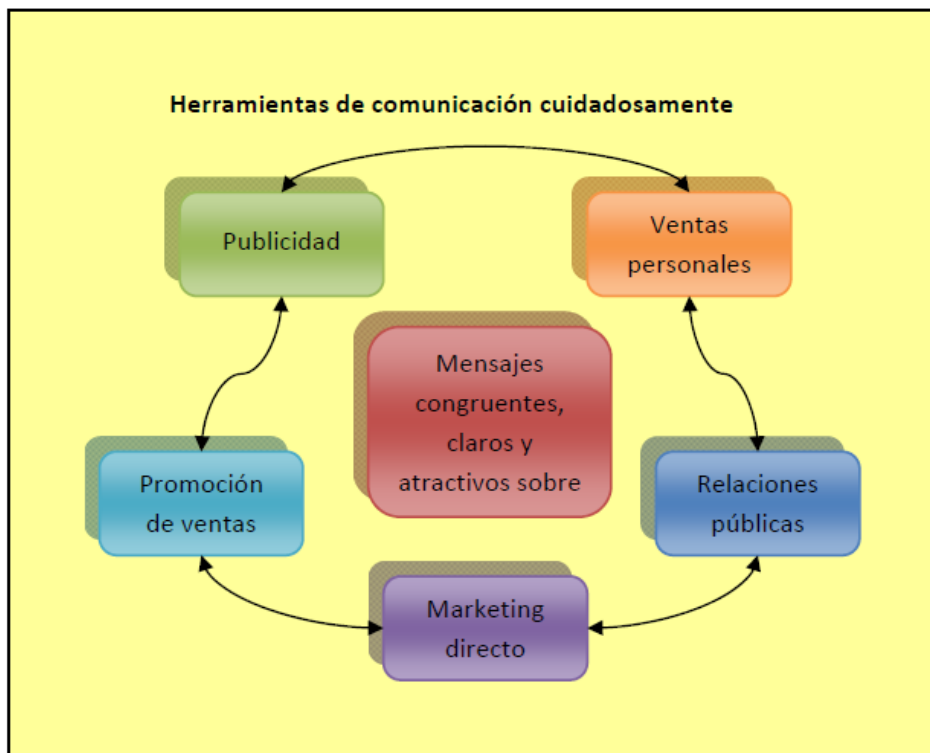 Herramientas de comunicación cuidadosamente
Publicidad
Ventas
personales
Mensajes
congruentes,
claros y
atractivos sobre
Promoción
de ventas
Relaciones
públicas
Marketing
directo